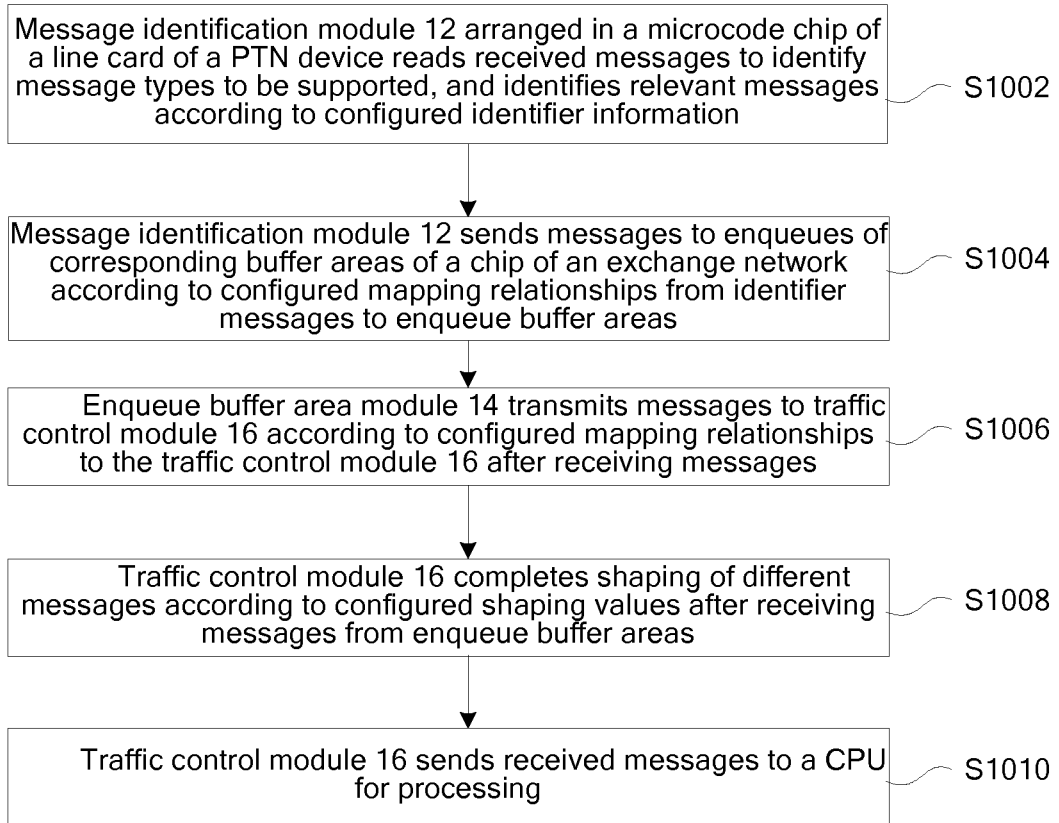 Message identification module 12 arranged in a microcode chip of
a line card of a PTN device reads received messages to identify
message types to be supported, and identifies relevant messages
according to configured identifier information
S1002
Message identification module 12 sends messages to enqueues of
corresponding buffer areas of a chip of an exchange network
according to configured mapping relationships from identifier
messages to enqueue buffer areas
S1004
Enqueue buffer area module 14 transmits messages to traffic
control module 16 according to configured mapping relationships
to the traffic control module 16 after receiving messages
S1006
Traffic control module 16 completes shaping of different
messages according to configured shaping values after receiving
messages from enqueue buffer areas
S1008
Traffic control module 16 sends received messages to a CPU
for processing
S1010